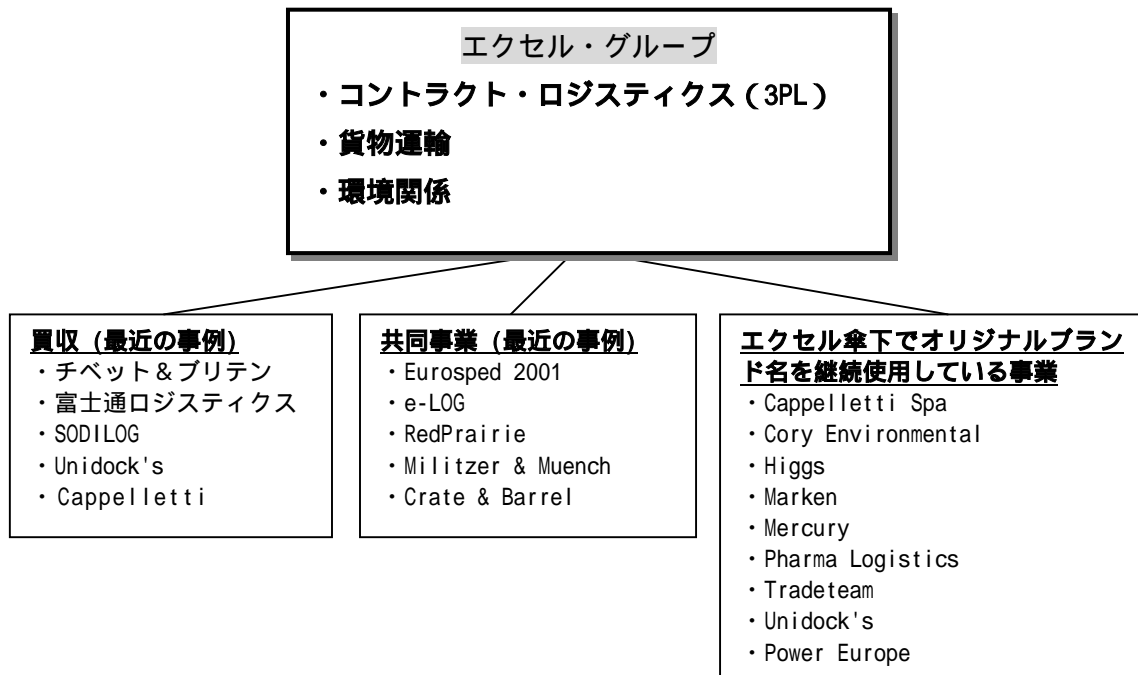 エクセル・グループ
・コントラクト・ロジスティクス（3PL）
・貨物運輸
・環境関係
買収 (最近の事例)
・チベット＆ブリテン
・富士通ロジスティクス
・SODILOG
・Unidock's
・Cappelletti
共同事業 (最近の事例)
・Eurosped 2001
・e-LOG
・RedPrairie
・Militzer & Muench
・Crate & Barrel
エクセル傘下でオリジナルブラン
ド名を継続使用している事業
・Cappelletti Spa
・Cory Environmental
・Higgs
・Marken
・Mercury
・Pharma Logistics
・Tradeteam
・Unidock's
・Power Europe